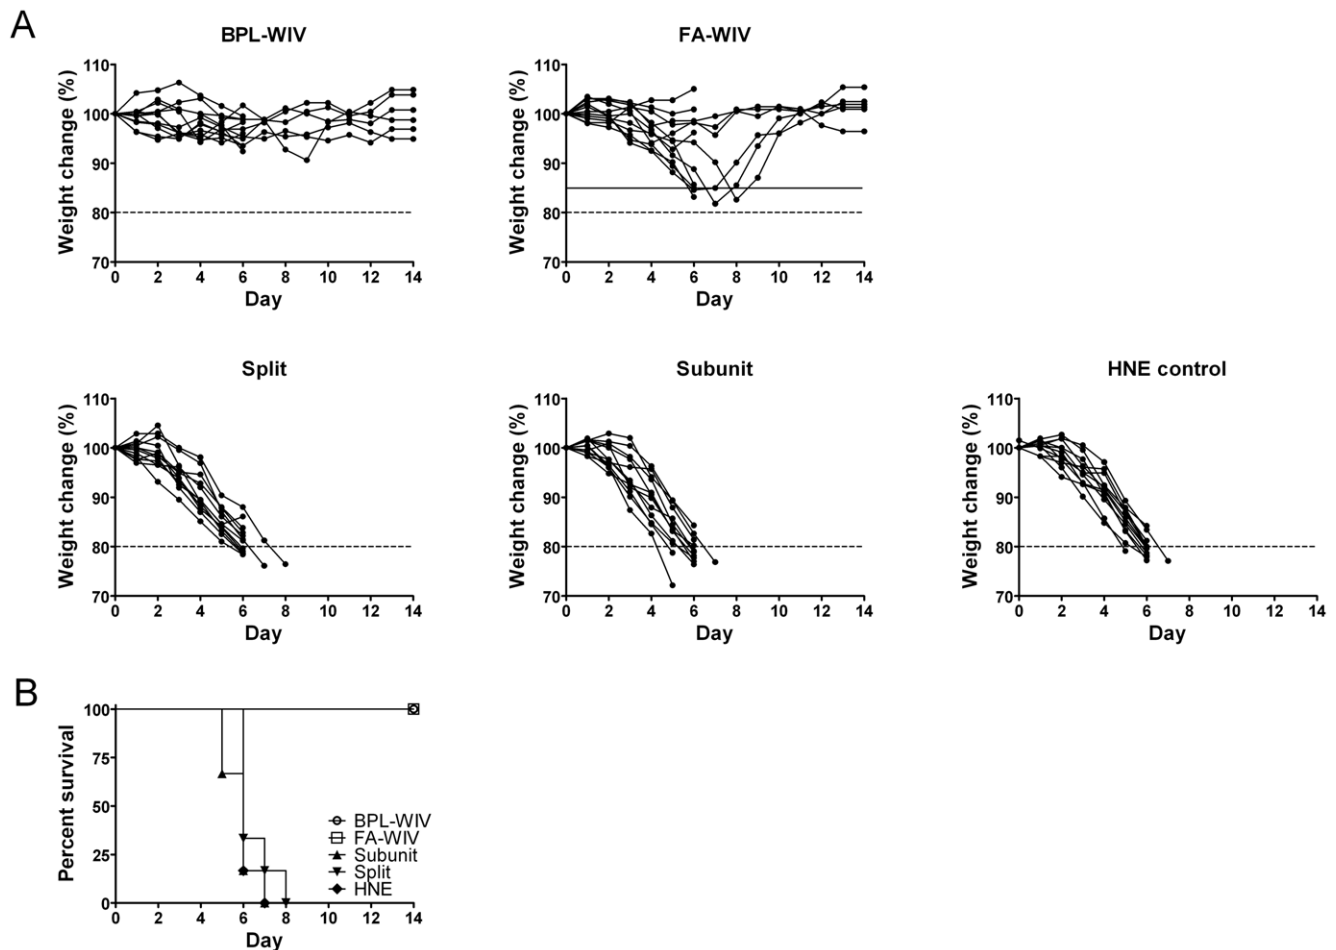 A
BPL-WIV
Weight change (%)
110
100
90
80
70
0 2 4 6 8 10 12 14
Day
FA-WIV
Weight change (%)
110
100
90
80
70
0 2 4 6 8 10 12 14
Day
Split
Weight change (%)
110
100
90
80
70
0 2 4 6 8 10 12 14
Day
Subunit
Weight change (%)
110
100
90
80
70
0 2 4 6 8 10 12 14
Day
HNE control
Weight change (%)
110
100
90
80
70
0 2 4 6 8 10 12 14
Day
B
Percent survival
100
75
50
25
0
0 2 4 6 8 10 12 14
Day
BPL-WIV
FA-WIV
Subunit
Split
HNE